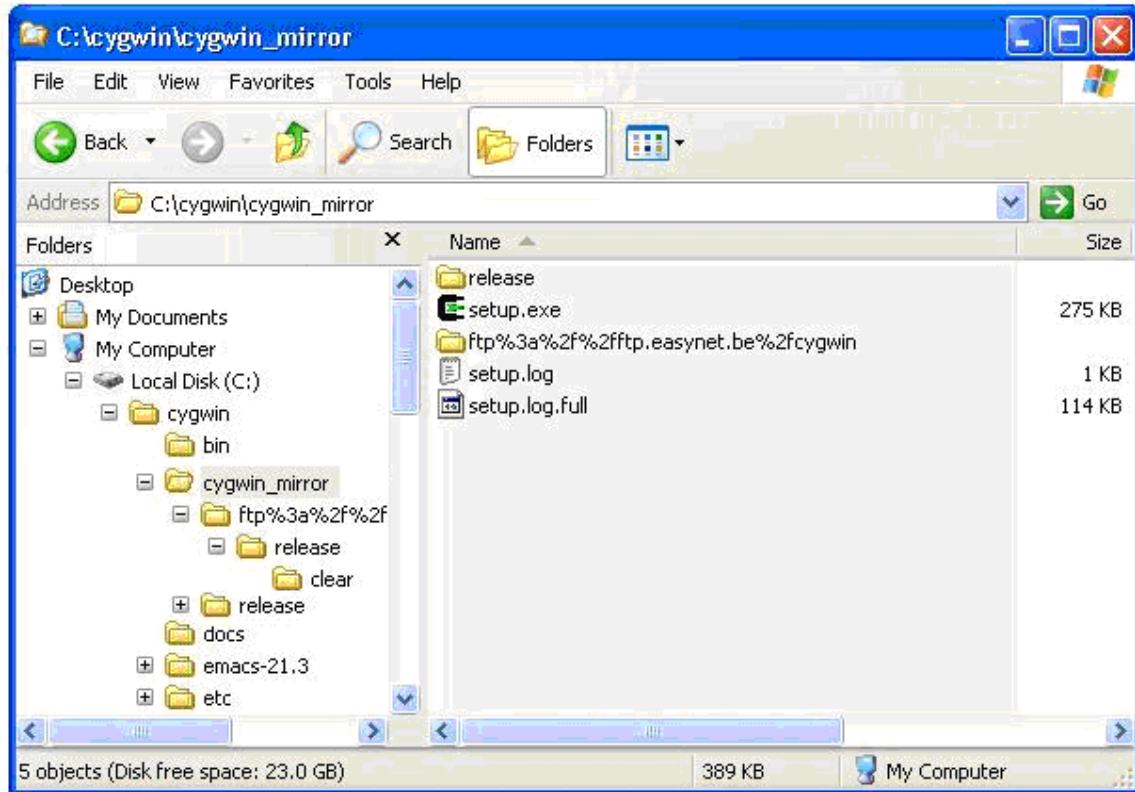 C:\cygwin\cygwin_mirror
File Edit View Favorites Tools Help
Back Search Folders
Address C:\cygwin\cygwin_mirror Go
Folders Name Size
Desktop
My Documents
My Computer
Local Disk (C:)
cygwin
bin
cygwin_mirror
ftp%3a%2f%2f
release
clear
release
docs
emacs-21.3
etc
release
setup.exe 275 KB
ftp%3a%2f%2fftp.easynet.be%2fcygwin
setup.log 1 KB
setup.log.full 114 KB
5 objects (Disk free space: 23.0 GB) 389 KB My Computer